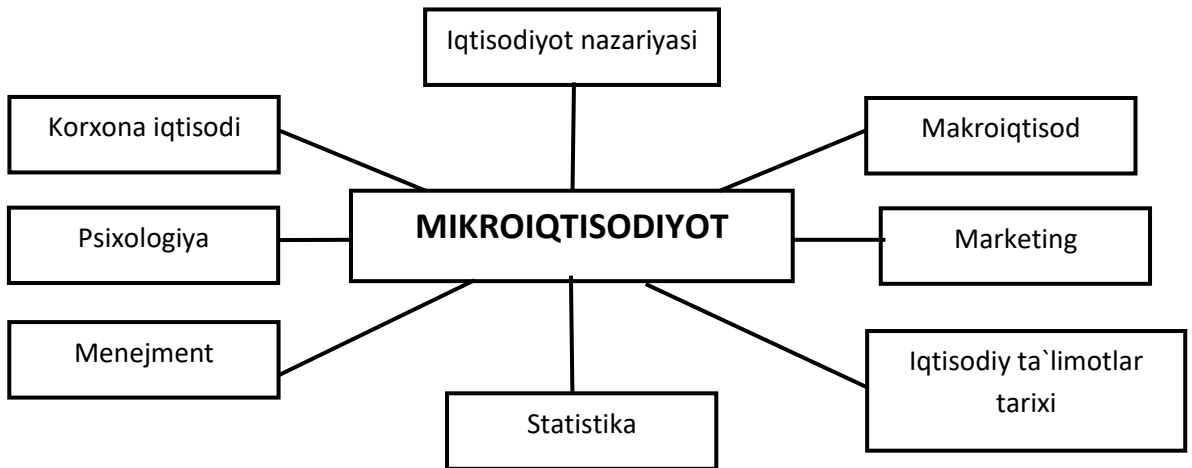 Iqtisodiyot nazariyasi
Korxona iqtisodi
Makroiqtisod
MIKROIQTISODIYOT
Psixologiya
Marketing
Menejment
Iqtisodiy ta`limotlar
tarixi
Statistika